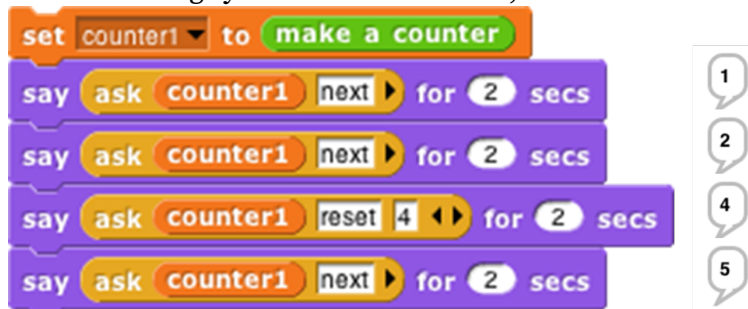 set counter1 to make a counter
say ask counter1 next for 2 secs 1
say ask counter1 next for 2 secs 2
say ask counter1 reset 4 for 2 secs 4
say ask counter1 next for 2 secs 5